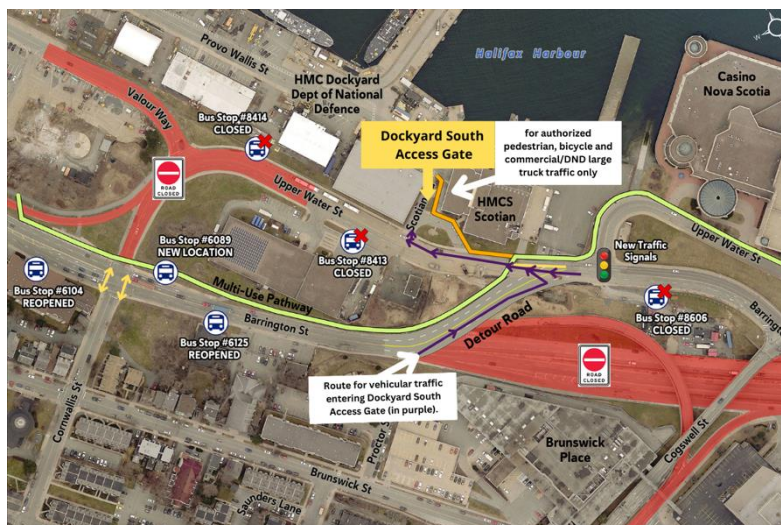 W
Halifax Harbour
Casino
Nova Scotia
Provo Wallis St
HMC Dockyard
Dept of National
Defence
Valour Way
Bus Stop #8414
CLOSED
ROAD
CLOSED
Dockyard South
Access Gate
for authorized
pedestrian, bicycle and
commercial/DND large
truck traffic only
Upper Water St
Scotian
HMCS
Scotian
Upper Water St
New Traffic
Signals
Bus Stop #6089
NEW LOCATION
Bus Stop #8413
CLOSED
Bus Stop #6104
REOPENED
Multi-Use Pathway
Barrington St
Bus Stop #6125
REOPENED
Bus Stop #8606
CLOSED
Detour Road
ROAD
CLOSED
Route for vehicular traffic
entering Dockyard South
Access Gate (in purple).
Cornwallis St
Proctor S
Brunswick
Place
Cogswell St
Brunswick St
Saunders Lane